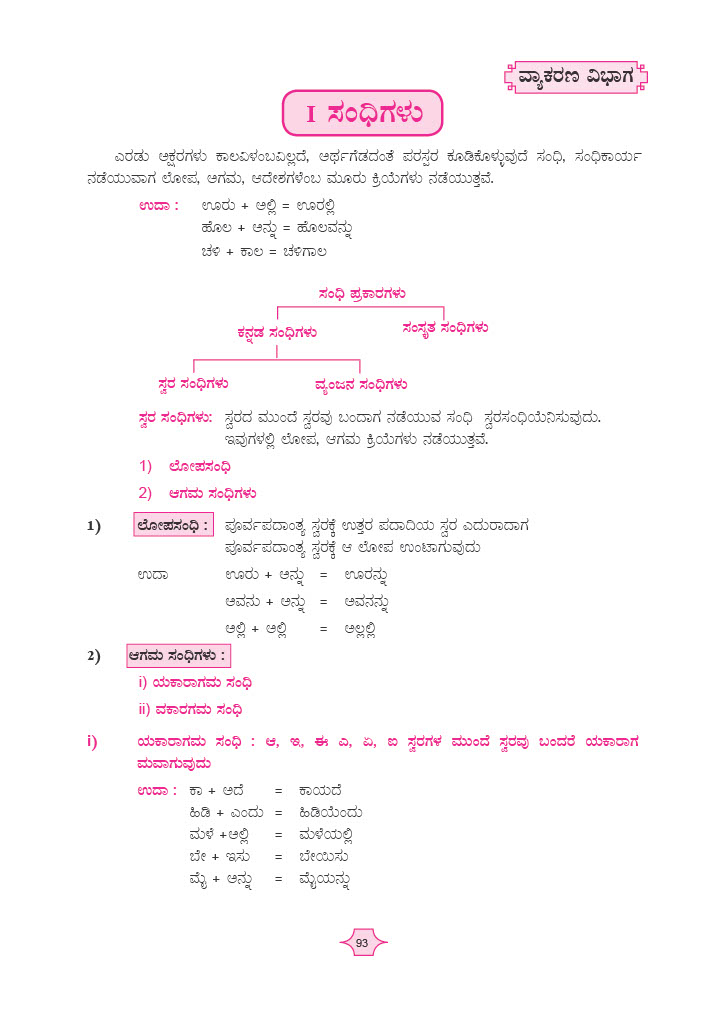 ವ್ಯಾಕರಣ ವಿಭಾಗ
I ಸಂಧಿಗಳು
ಎರಡು ಅಕ್ಷರಗಳು ಕಾಲವಿಳಂಬವಿಲ್ಲದೆ, ಅರ್ಥಗೆಡದಂತೆ ಪರಸ್ಪರ ಕೂಡಿಕೊಳ್ಳುವುದೆ ಸಂಧಿ, ಸಂಧಿಕಾರ್ಯ
ನಡೆಯುವಾಗ ಲೋಪ, ಆಗಮ, ಆದೇಶಗಳೆಂಬ ಮೂರು ಕ್ರಿಯೆಗಳು ನಡೆಯುತ್ತವೆ.
ಉದಾ : ಊರು + ಅಲ್ಲಿ = ಊರಲ್ಲಿ
ಹೊಲ + ಅನ್ನು = ಹೊಲವನ್ನು
ಚಳಿ + ಕಾಲ = ಚಳಿಗಾಲ
ಸಂಧಿ ಪ್ರಕಾರಗಳು
ಕನ್ನಡ ಸಂಧಿಗಳು ಸಂಸ್ಕೃತ ಸಂಧಿಗಳು
ಸ್ವರ ಸಂಧಿಗಳು ವ್ಯಂಜನ ಸಂಧಿಗಳು
ಸ್ವರ ಸಂಧಿಗಳು: ಸ್ವರದ ಮುಂದೆ ಸ್ವರವು ಬಂದಾಗ ನಡೆಯುವ ಸಂಧಿ ಸ್ವರಸಂಧಿಯೆನಿಸುವುದು.
ಇವುಗಳಲ್ಲಿ ಲೋಪ, ಆಗಮ ಕ್ರಿಯೆಗಳು ನಡೆಯುತ್ತವೆ.
1) ಲೋಪಸಂಧಿ
2) ಆಗಮ ಸಂಧಿಗಳು
1) ಲೋಪಸಂಧಿ : ಪೂರ್ವಪದಾಂತ್ಯ ಸ್ವರಕ್ಕೆ ಉತ್ತರ ಪದಾದಿಯ ಸ್ವರ ಎದುರಾದಾಗ
ಪೂರ್ವಪದಾಂತ್ಯ ಸ್ವರಕ್ಕೆ ಆ ಲೋಪ ಉಂಟಾಗುವುದು
ಉದಾ ಊರು + ಅನ್ನು = ಊರನ್ನು
ಅವನು + ಅನ್ನು = ಅವನನ್ನು
ಅಲ್ಲಿ + ಅಲ್ಲಿ = ಅಲ್ಲಲ್ಲಿ
2) ಆಗಮ ಸಂಧಿಗಳು :
i) ಯಕಾರಾಗಮ ಸಂಧಿ
ii) ವಕಾರಗಮ ಸಂಧಿ
i) ಯಕಾರಾಗಮ ಸಂಧಿ : ಆ, ಇ, ಈ ಎ, ಏ, ಐ ಸ್ವರಗಳ ಮುಂದೆ ಸ್ವರವು ಬಂದರೆ ಯಕಾರಾಗ
ಮವಾಗುವುದು
ಉದಾ : ಕಾ + ಅದೆ = ಕಾಯದೆ
ಹಿಡಿ + ಎಂದು = ಹಿಡಿಯೆಂದು
ಮಳೆ +ಅಲ್ಲಿ = ಮಳೆಯಲ್ಲಿ
ಬೇ + ಇಸು = ಬೇಯಿಸು
ಮೈ + ಅನ್ನು = ಮೈಯನ್ನು
93